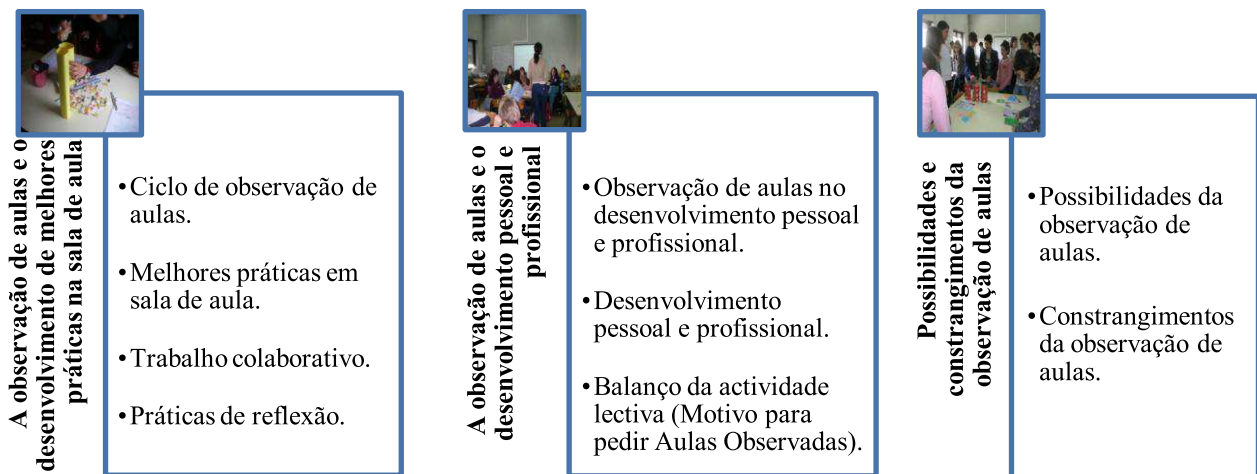 A observação de aulas e o
desenvolvimento de melhores
práticas na sala de aula
•Ciclo de observação de
aulas.
•Melhores práticas em
sala de aula.
•Trabalho colaborativo.
•Práticas de reflexão.
A observação de aulas e o
desenvolvimento pessoal e
profissional
•Observação de aulas no
desenvolvimento pessoal
e profissional.
•Desenvolvimento
pessoal e profissional.
•Balanço da actividade
lectiva (Motivo para
pedir Aulas Observadas).
Possibilidades e
constrangimentos da
observação de aulas
•Possibilidades da
observação de
aulas.
•Constrangimentos
da observação de
aulas.